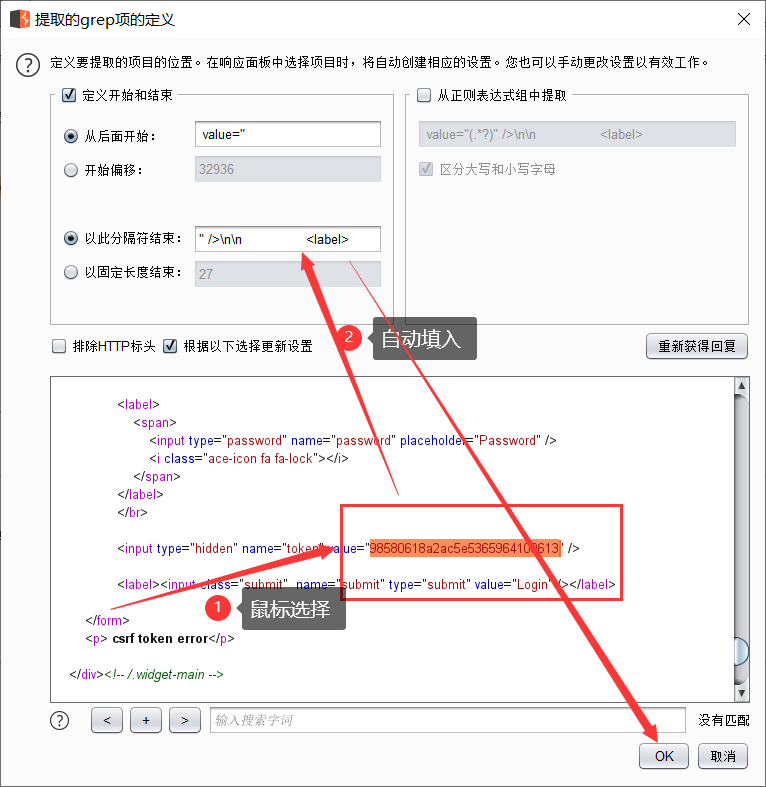 提取的grep项的定义
定义要提取的项目的位置。在响应面板中选择项目时，将自动创建相应的设置。您也可以手动更改设置以有效工作。
定义开始和结束
从后面开始： value="
开始偏移： 32936
以此分隔符结束： " />\n\n <label>
以固定长度结束： 27
从正则表达式组中提取
value="(.*?)" />\n\n <label>
区分大写和小写字母
2 自动填入
排除HTTP标头 根据以下选择更新设置 重新获得回复
<label>
<span>
<input type="password" name="password" placeholder="Password" />
<i class="ace-icon fa fa-lock"></i>
</span>
</label>
</br>
<input type="hidden" name="token" value="98580618a2ac5e5365964100613" />
<label><input class="submit" name="submit" type="submit" value="Login" /></label>
1 鼠标选择
</form>
<p> csrf token error</p>
</div><!-- /.widget-main -->
? < + > 输入搜索字词 没有匹配
OK 取消